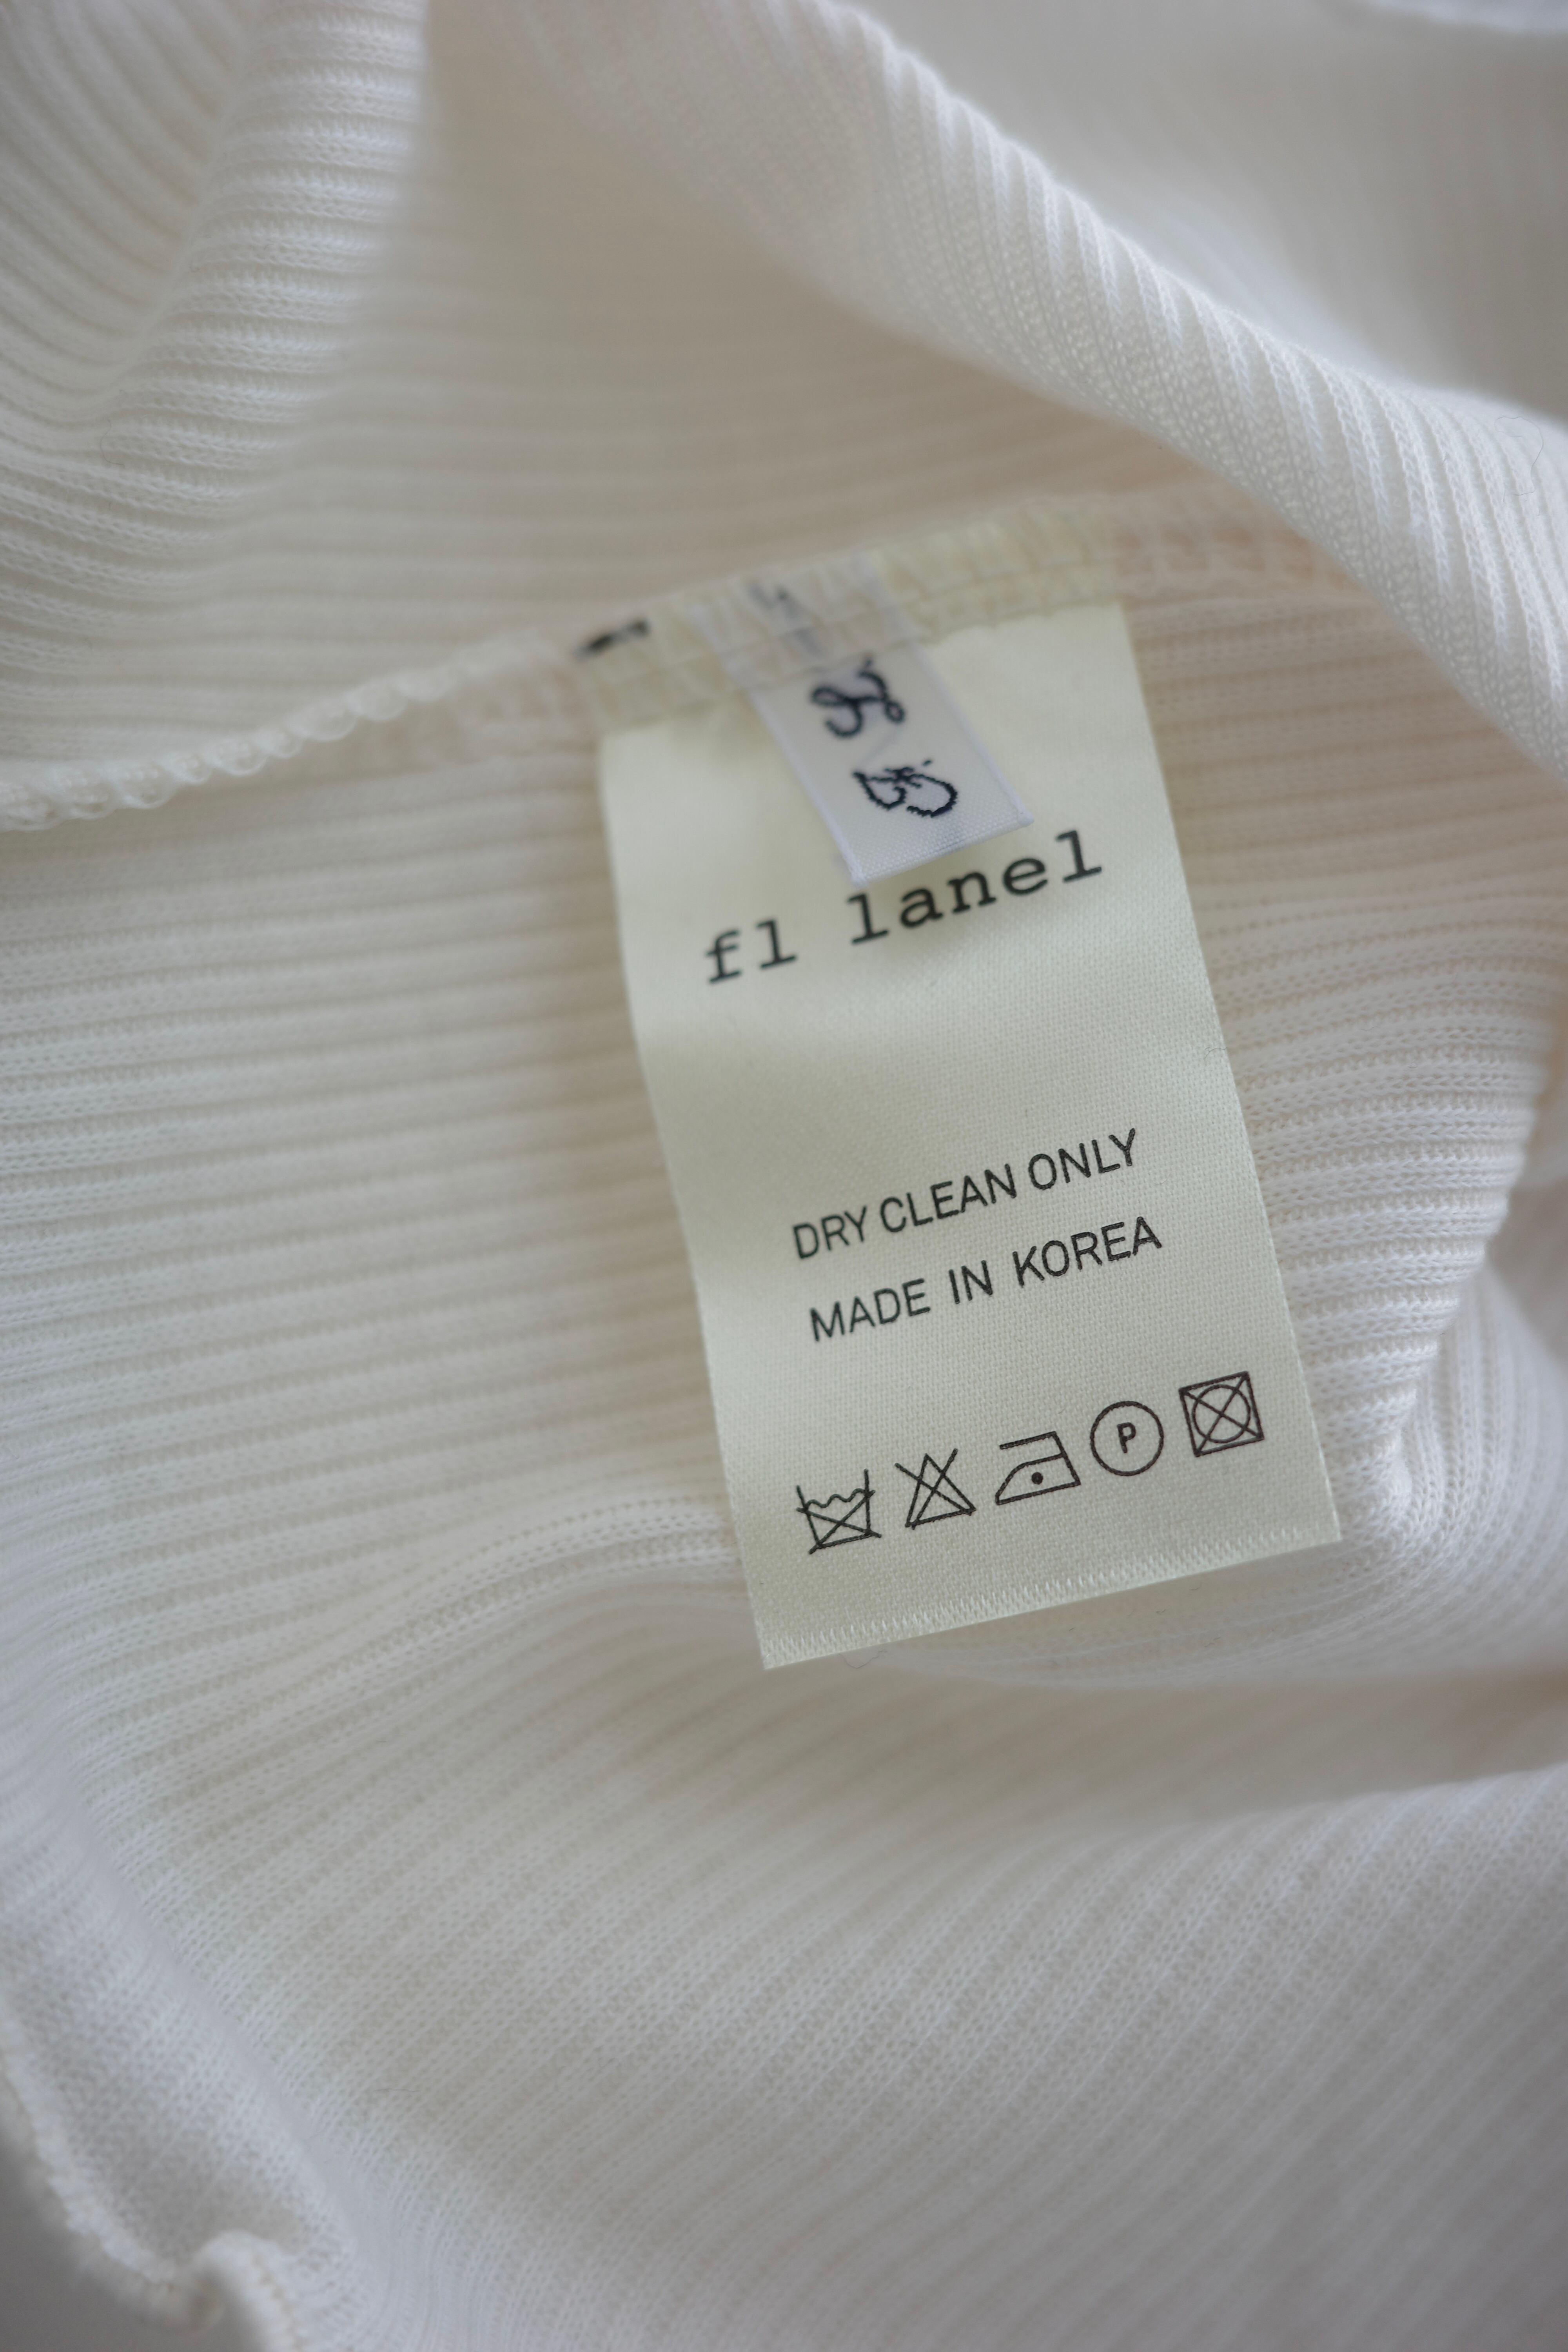 fl lanel
DRY CLEAN ONLY
MADE IN KOREA
P